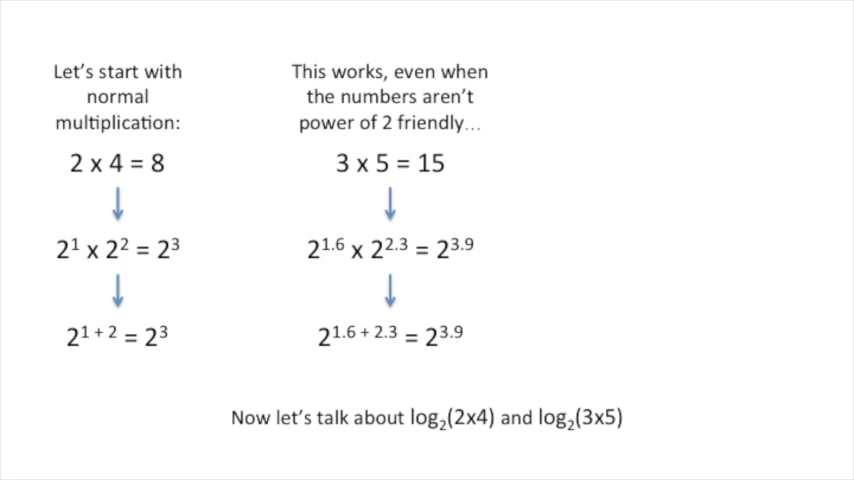 Let's start with
normal
multiplication:
2 x 4 = 8
2¹ x 2² = 2³
2¹ ⁺ ² = 2³
This works, even when
the numbers aren't
power of 2 friendly…
3 x 5 = 15
2^1.6 x 2^2.3 = 2^3.9
2^1.6 + 2.3 = 2^3.9
Now let's talk about log₂(2x4) and log₂(3x5)